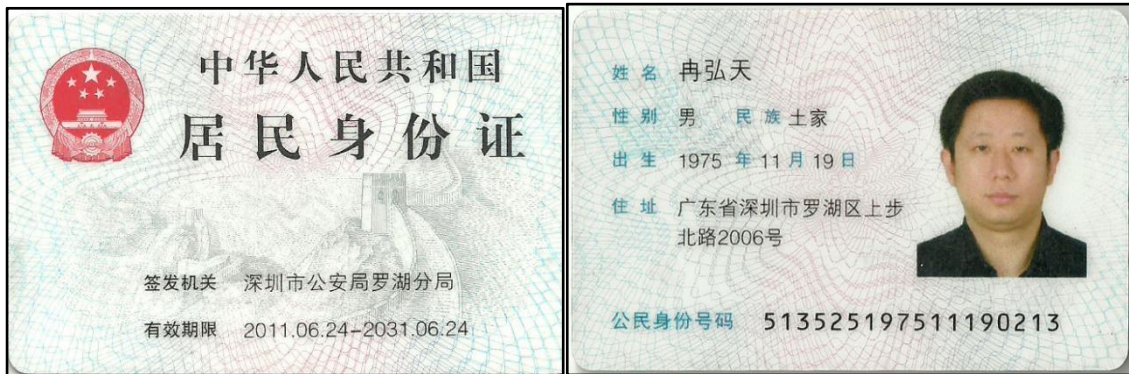 中华人民共和国
居民身份证
签发机关 深圳市公安局罗湖分局
有效期限 2011.06.24-2031.06.24
姓名 冉弘天
性别 男 民族 土家
出生 1975 年 11 月 19 日
住址 广东省深圳市罗湖区上步
北路2006号
公民身份号码 513525197511190213